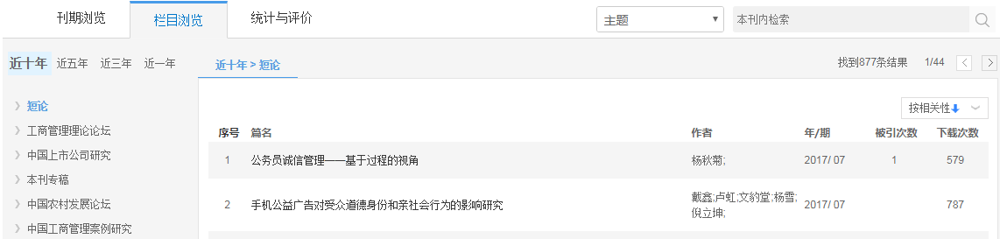 刊期浏览 栏目浏览 统计与评价 主题 本刊内检索
近十年 近五年 近三年 近一年 近十年 > 短论 找到877条结果 1/44
短论
工商管理理论论坛
中国上市公司研究
本刊专稿
中国农村发展论坛
中国工商管理案例研究
按相关性
序号 篇名 作者 年/期 被引次数 下载次数
1 公务员诚信管理——基于过程的视角 杨秋菊; 2017/ 07 1 579
2 手机公益广告对受众道德身份和亲社会行为的影响研究 戴鑫;卢虹;文豹堂;杨雪; 2017/ 07 787
倪立坤;